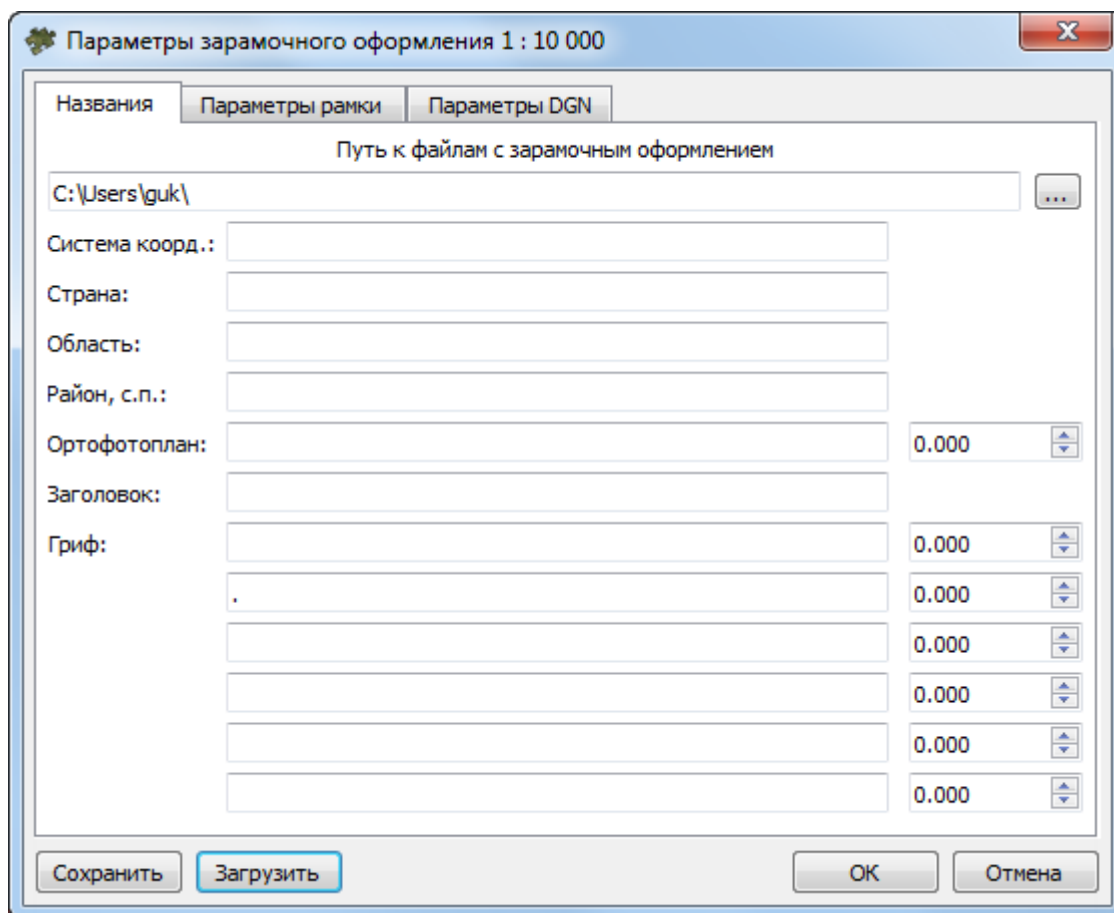 Параметры зарамочного оформления 1 : 10 000
x
Названия Параметры рамки Параметры DGN
Путь к файлам с зарамочным оформлением
C:\Users\guk\ ...
Система коорд.:
Страна:
Область:
Район, с.п.:
Ортофотоплан: 0.000
Заголовок:
Гриф: 0.000
. 0.000
0.000
0.000
0.000
0.000
Сохранить Загрузить OK Отмена